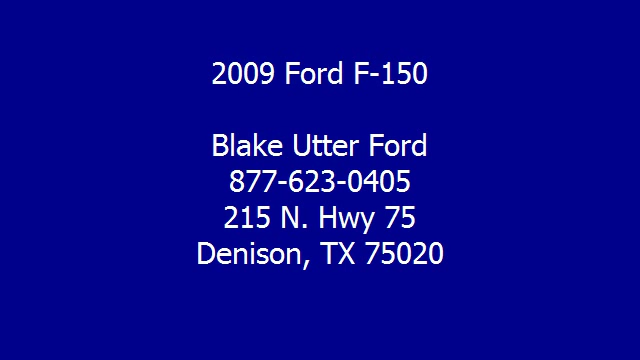 2009 Ford F-150
Blake Utter Ford
877-623-0405
215 N. Hwy 75
Denison, TX 75020